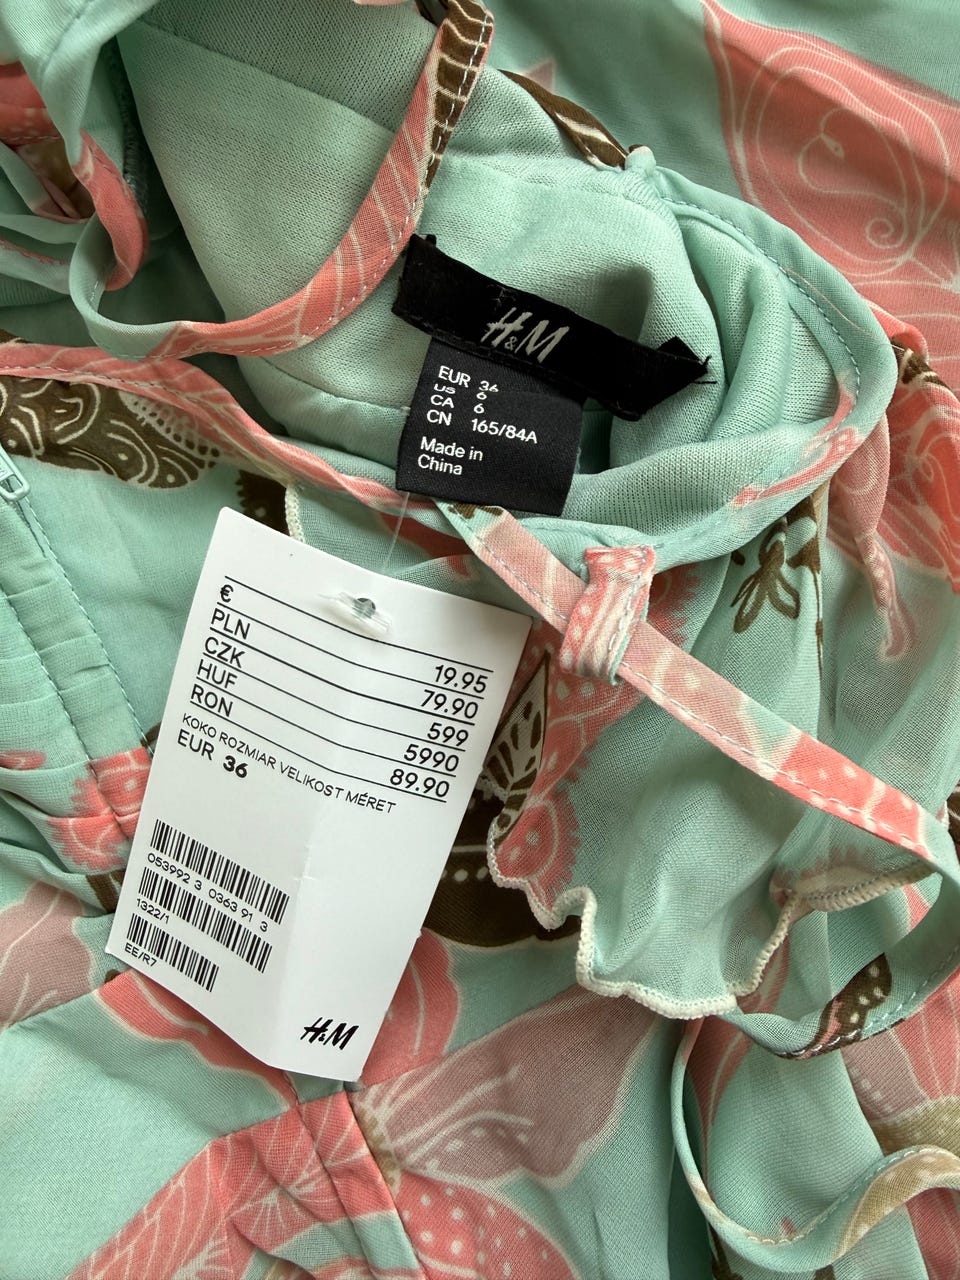 H&M
EUR 36
US 6
CA 6
CN 165/84A
Made in
China
€ 19.95
PLN 79.90
CZK 599
HUF 5990
RON 89.90
KOKO ROZMIAR VELIKOST MÉRET
EUR 36
053992 3 0363 91 3
1322/1
EE/R7
H&M